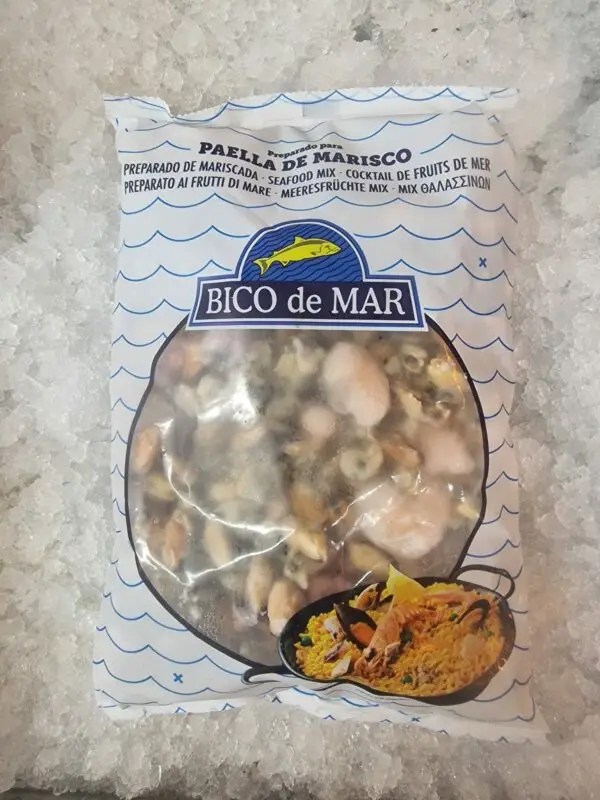 Preparado para
PAELLA DE MARISCO
PREPARADO DE MARISCADA · SEAFOOD MIX · COCKTAIL DE FRUITS DE MER
PREPARATO AI FRUTTI DI MARE · MEERESFRÜCHTE MIX · MIX ΘΑΛΑΣΣΙΝΩΝ
BICO de MAR